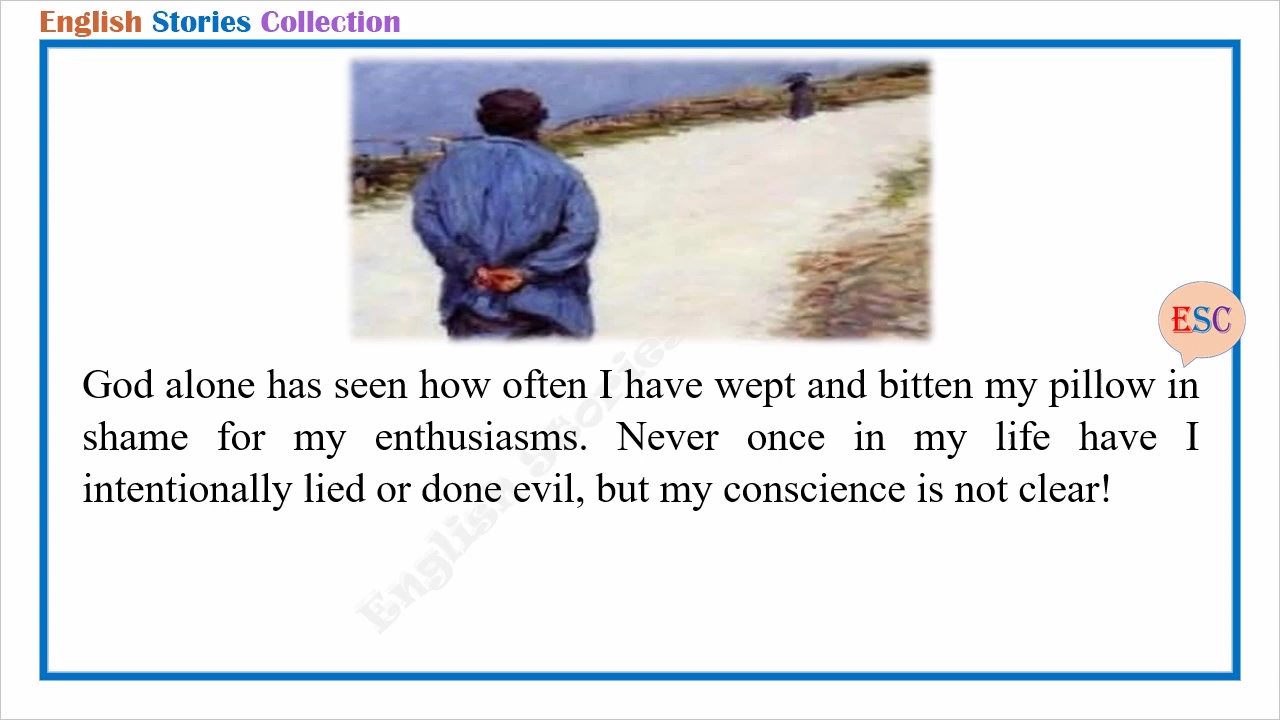 English Stories Collection
ESC
God alone has seen how often I have wept and bitten my pillow in
shame for my enthusiasms. Never once in my life have I
intentionally lied or done evil, but my conscience is not clear!
English Stories